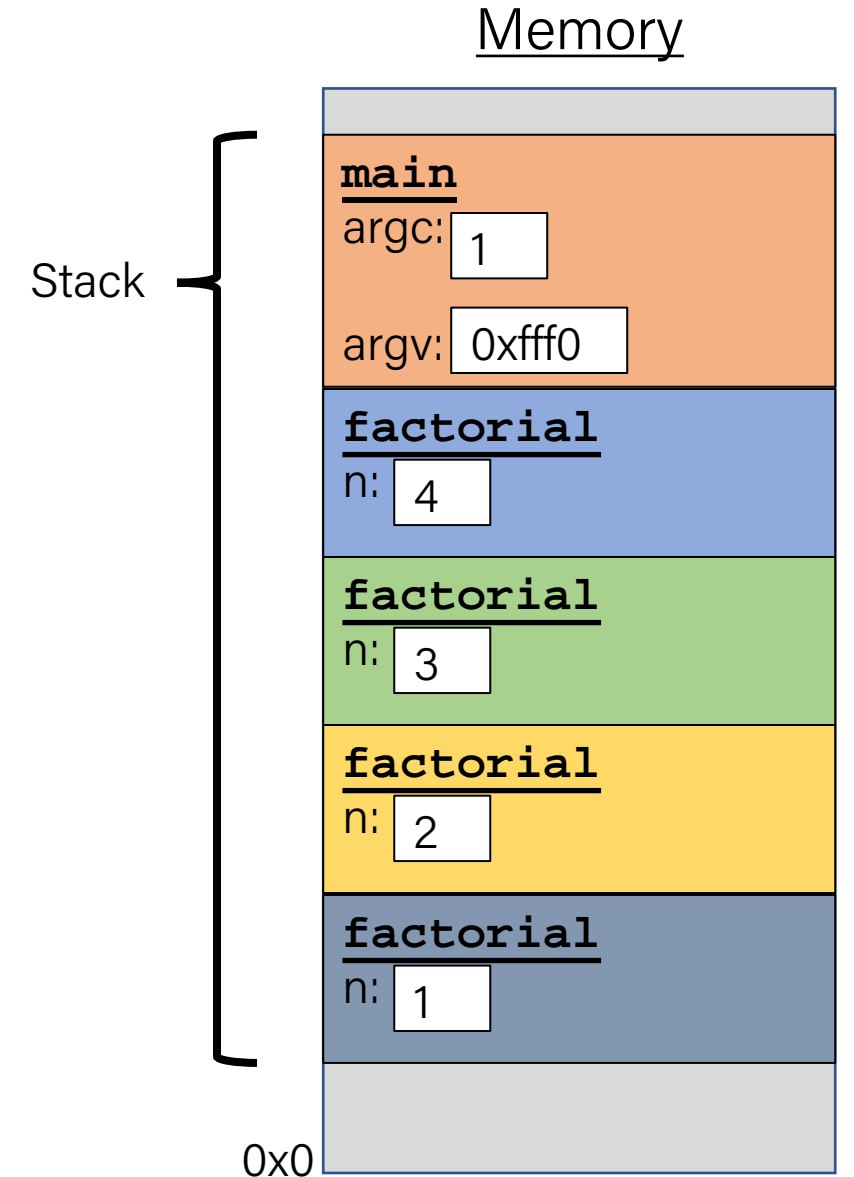 Memory
Stack
main
argc: 1
argv: 0xfff0
factorial
n: 4
factorial
n: 3
factorial
n: 2
factorial
n: 1
0x0